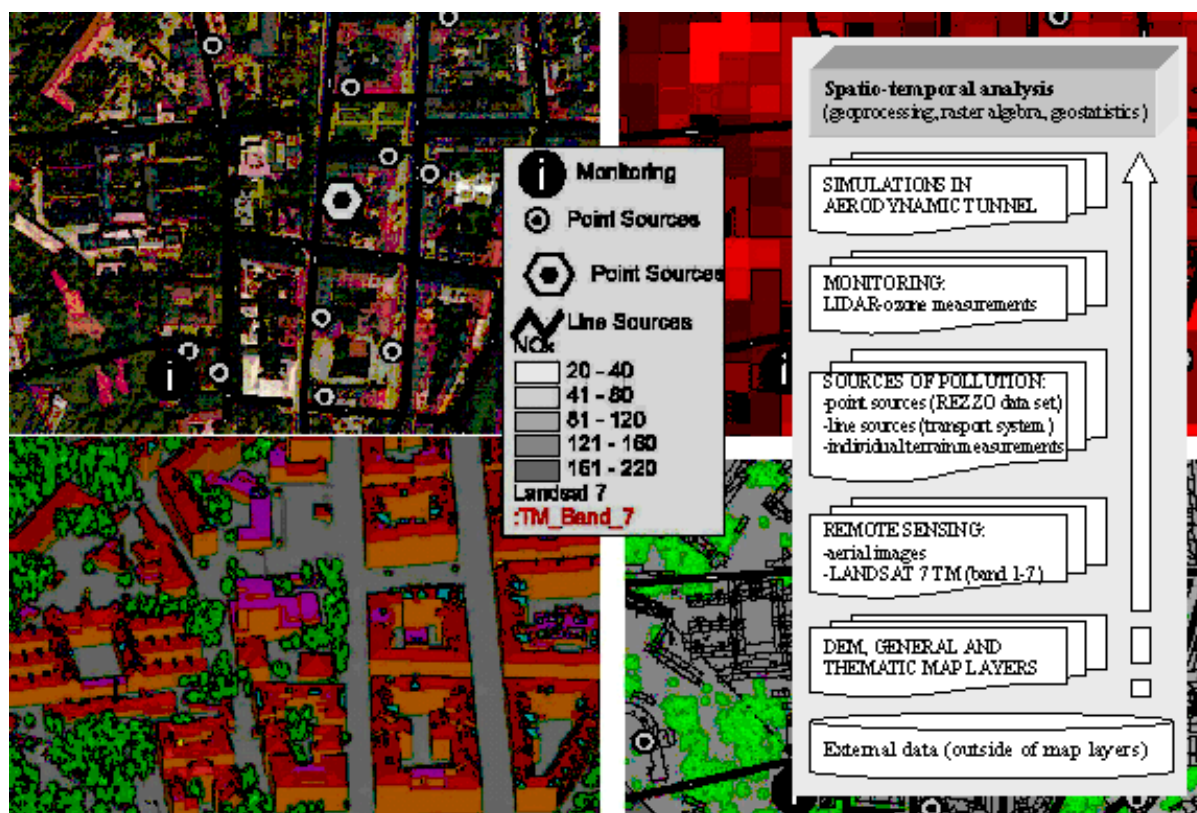 Monitoring
Point Sources
Point Sources
Line Sources
NOx
20 - 40
41 - 80
81 - 120
121 - 160
161 - 220
Landsad 7
:TM_Band_7
Spatio-temporal analysis
(geoprocessing, raster algebra, geostatistics)
SIMULATIONS IN
AERODYNAMIC TUNNEL
MONITORING:
LIDAR-ozone measurements
SOURCES OF POLLUTION:
-point sources (REZZO data set)
-line sources (transport system)
-individual terrain measurements
REMOTE SENSING:
-aerial images
-LANDSAT 7 TM (band 1-7)
DEM, GENERAL AND
THEMATIC MAP LAYERS
External data (outside of map layers)